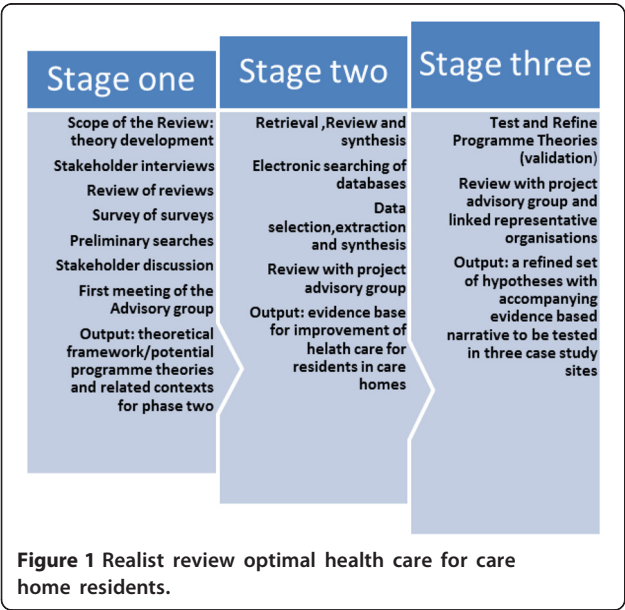 Stage one
Scope of the Review:
theory development
Stakeholder interviews
Review of reviews
Survey of surveys
Preliminary searches
Stakeholder discussion
First meeting of the
Advisory group
Output: theoretical
framework/potential
programme theories
and related contexts
for phase two
Stage two
Retrieval ,Review and
synthesis
Electronic searching of
databases
Data
selection,extraction
and synthesis
Review with project
advisory group
Output: evidence base
for improvement of
helath care for
residents in care
homes
Stage three
Test and Refine
Programme Theories
(validation)
Review with project
advisory group and
linked representative
organisations
Output: a refined set
of hypotheses with
accompanying
evidence based
narrative to be tested
in three case study
sites
Figure 1 Realist review optimal health care for care
home residents.